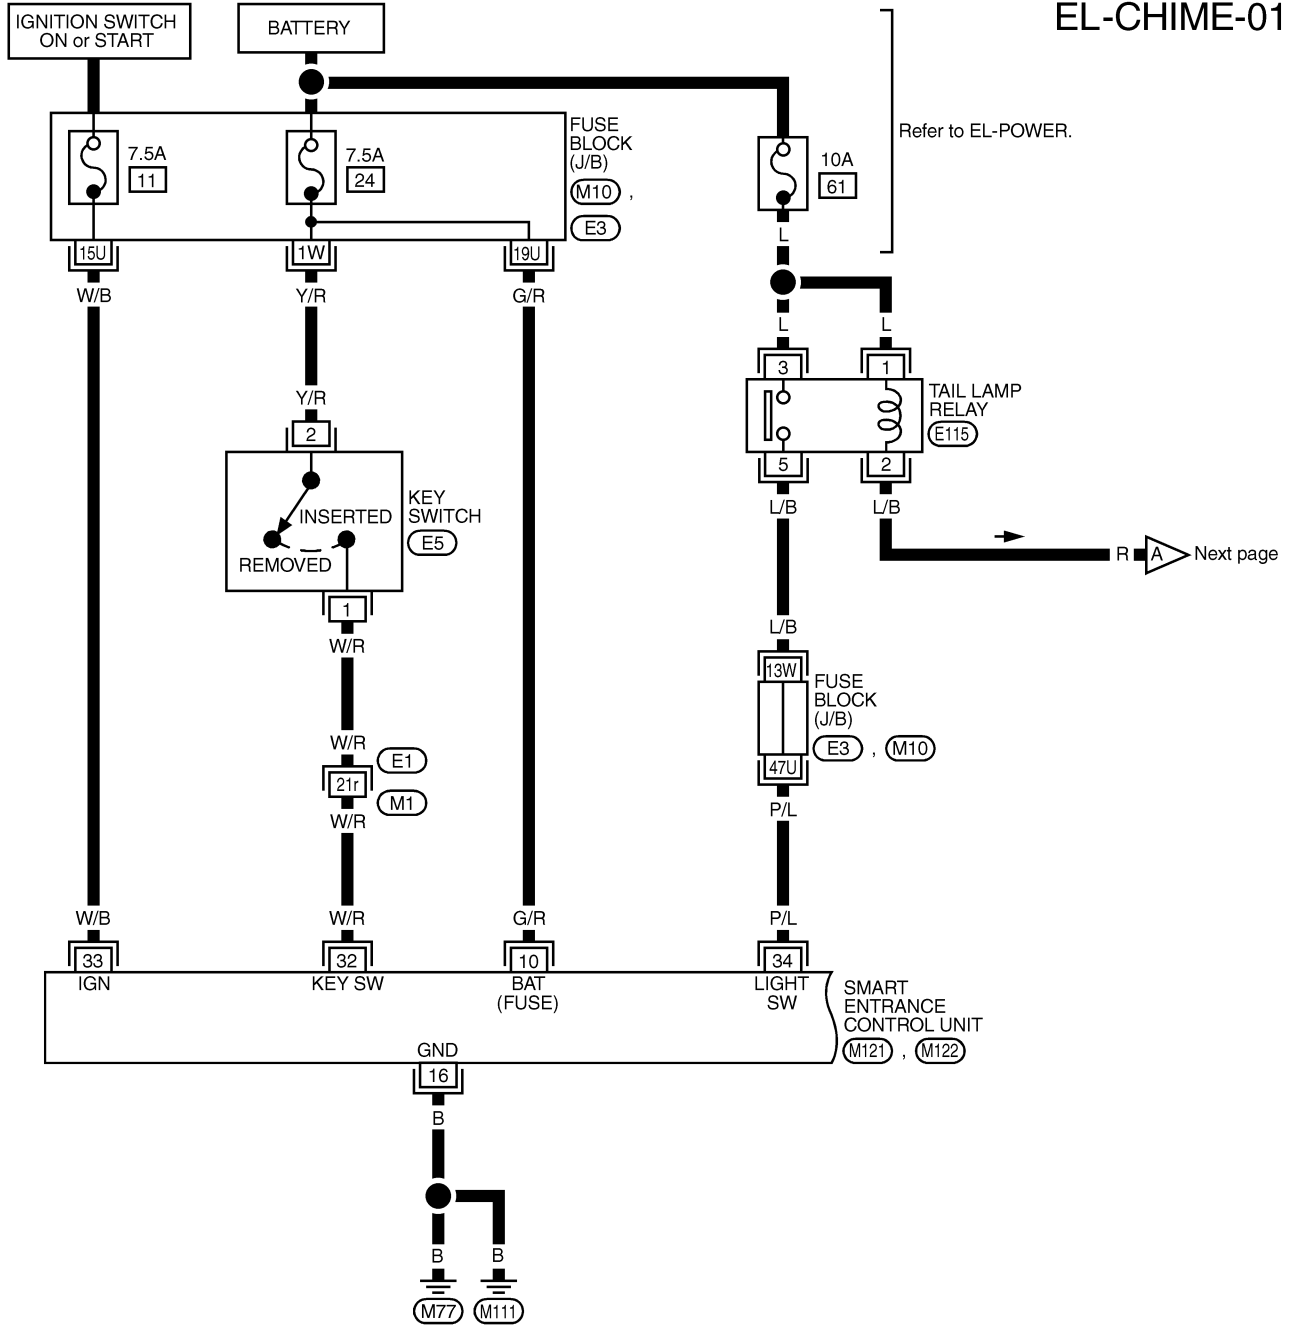 EL-CHIME-01
IGNITION SWITCH
ON or START
BATTERY
Refer to EL-POWER.
7.5A
11
7.5A
24
FUSE
BLOCK
(J/B)
M10 ,
E3
10A
61
15U
1W
19U
L
W/B
Y/R
G/R
L
L
3
1
TAIL LAMP
RELAY
E115
5
2
L/B
L/B
R
A
Next page
Y/R
2
INSERTED
REMOVED
KEY
SWITCH
E5
1
W/R
L/B
13W
FUSE
BLOCK
(J/B)
E3 , M10
47U
P/L
W/R
E1
21r
M1
W/R
W/B
W/R
G/R
P/L
33
32
10
34
IGN
KEY SW
BAT
(FUSE)
LIGHT
SW
SMART
ENTRANCE
CONTROL UNIT
M121 , M122
GND
16
B
B
B
M77
M111